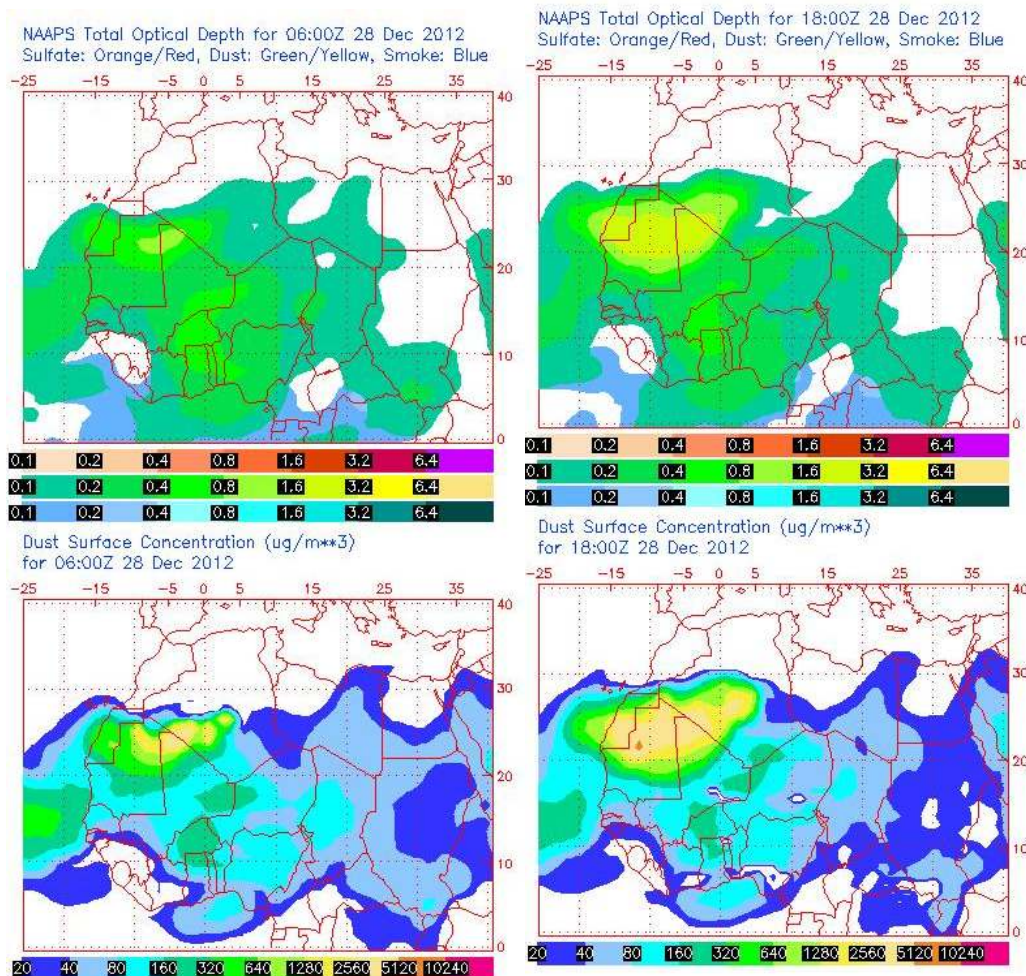 NAAPS Total Optical Depth for 06:00Z 28 Dec 2012
Sulfate: Orange/Red, Dust: Green/Yellow, Smoke: Blue
-25 -15 -5 0 5 15 25 35
40
30
20
10
0
0.1 0.2 0.4 0.8 1.6 3.2 6.4
0.1 0.2 0.4 0.8 1.6 3.2 6.4
0.1 0.2 0.4 0.8 1.6 3.2 6.4
NAAPS Total Optical Depth for 18:00Z 28 Dec 2012
Sulfate: Orange/Red, Dust: Green/Yellow, Smoke: Blue
-25 -15 -5 0 5 15 25 35
40
30
20
10
0
0.1 0.2 0.4 0.8 1.6 3.2 6.4
0.1 0.2 0.4 0.8 1.6 3.2 6.4
0.1 0.2 0.4 0.8 1.6 3.2 6.4
Dust Surface Concentration (ug/m**3)
for 06:00Z 28 Dec 2012
-25 -15 -5 0 5 15 25 35
40
30
20
10
0
20 40 80 160 320 640 1280 2560 5120 10240
Dust Surface Concentration (ug/m**3)
for 18:00Z 28 Dec 2012
-25 -15 -5 0 5 15 25 35
40
30
20
10
0
20 40 80 160 320 640 1280 2560 5120 10240